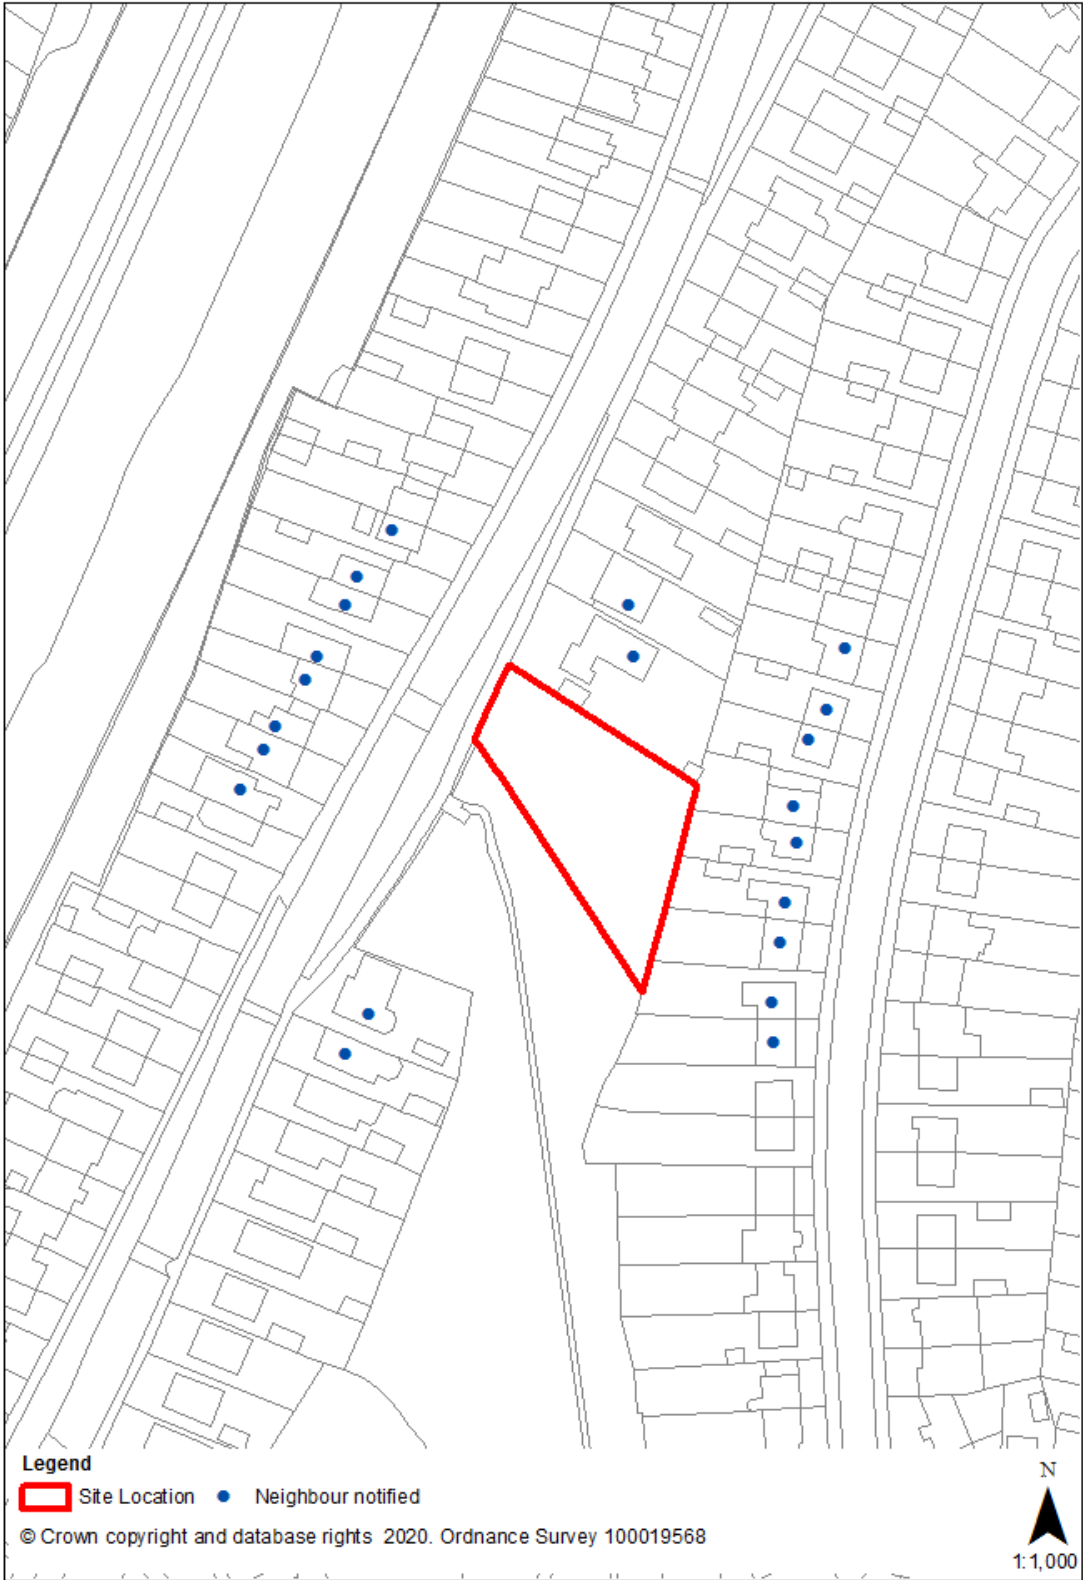 Legend
Site Location
Neighbour notified
© Crown copyright and database rights 2020. Ordnance Survey 100019568
N
1:1,000